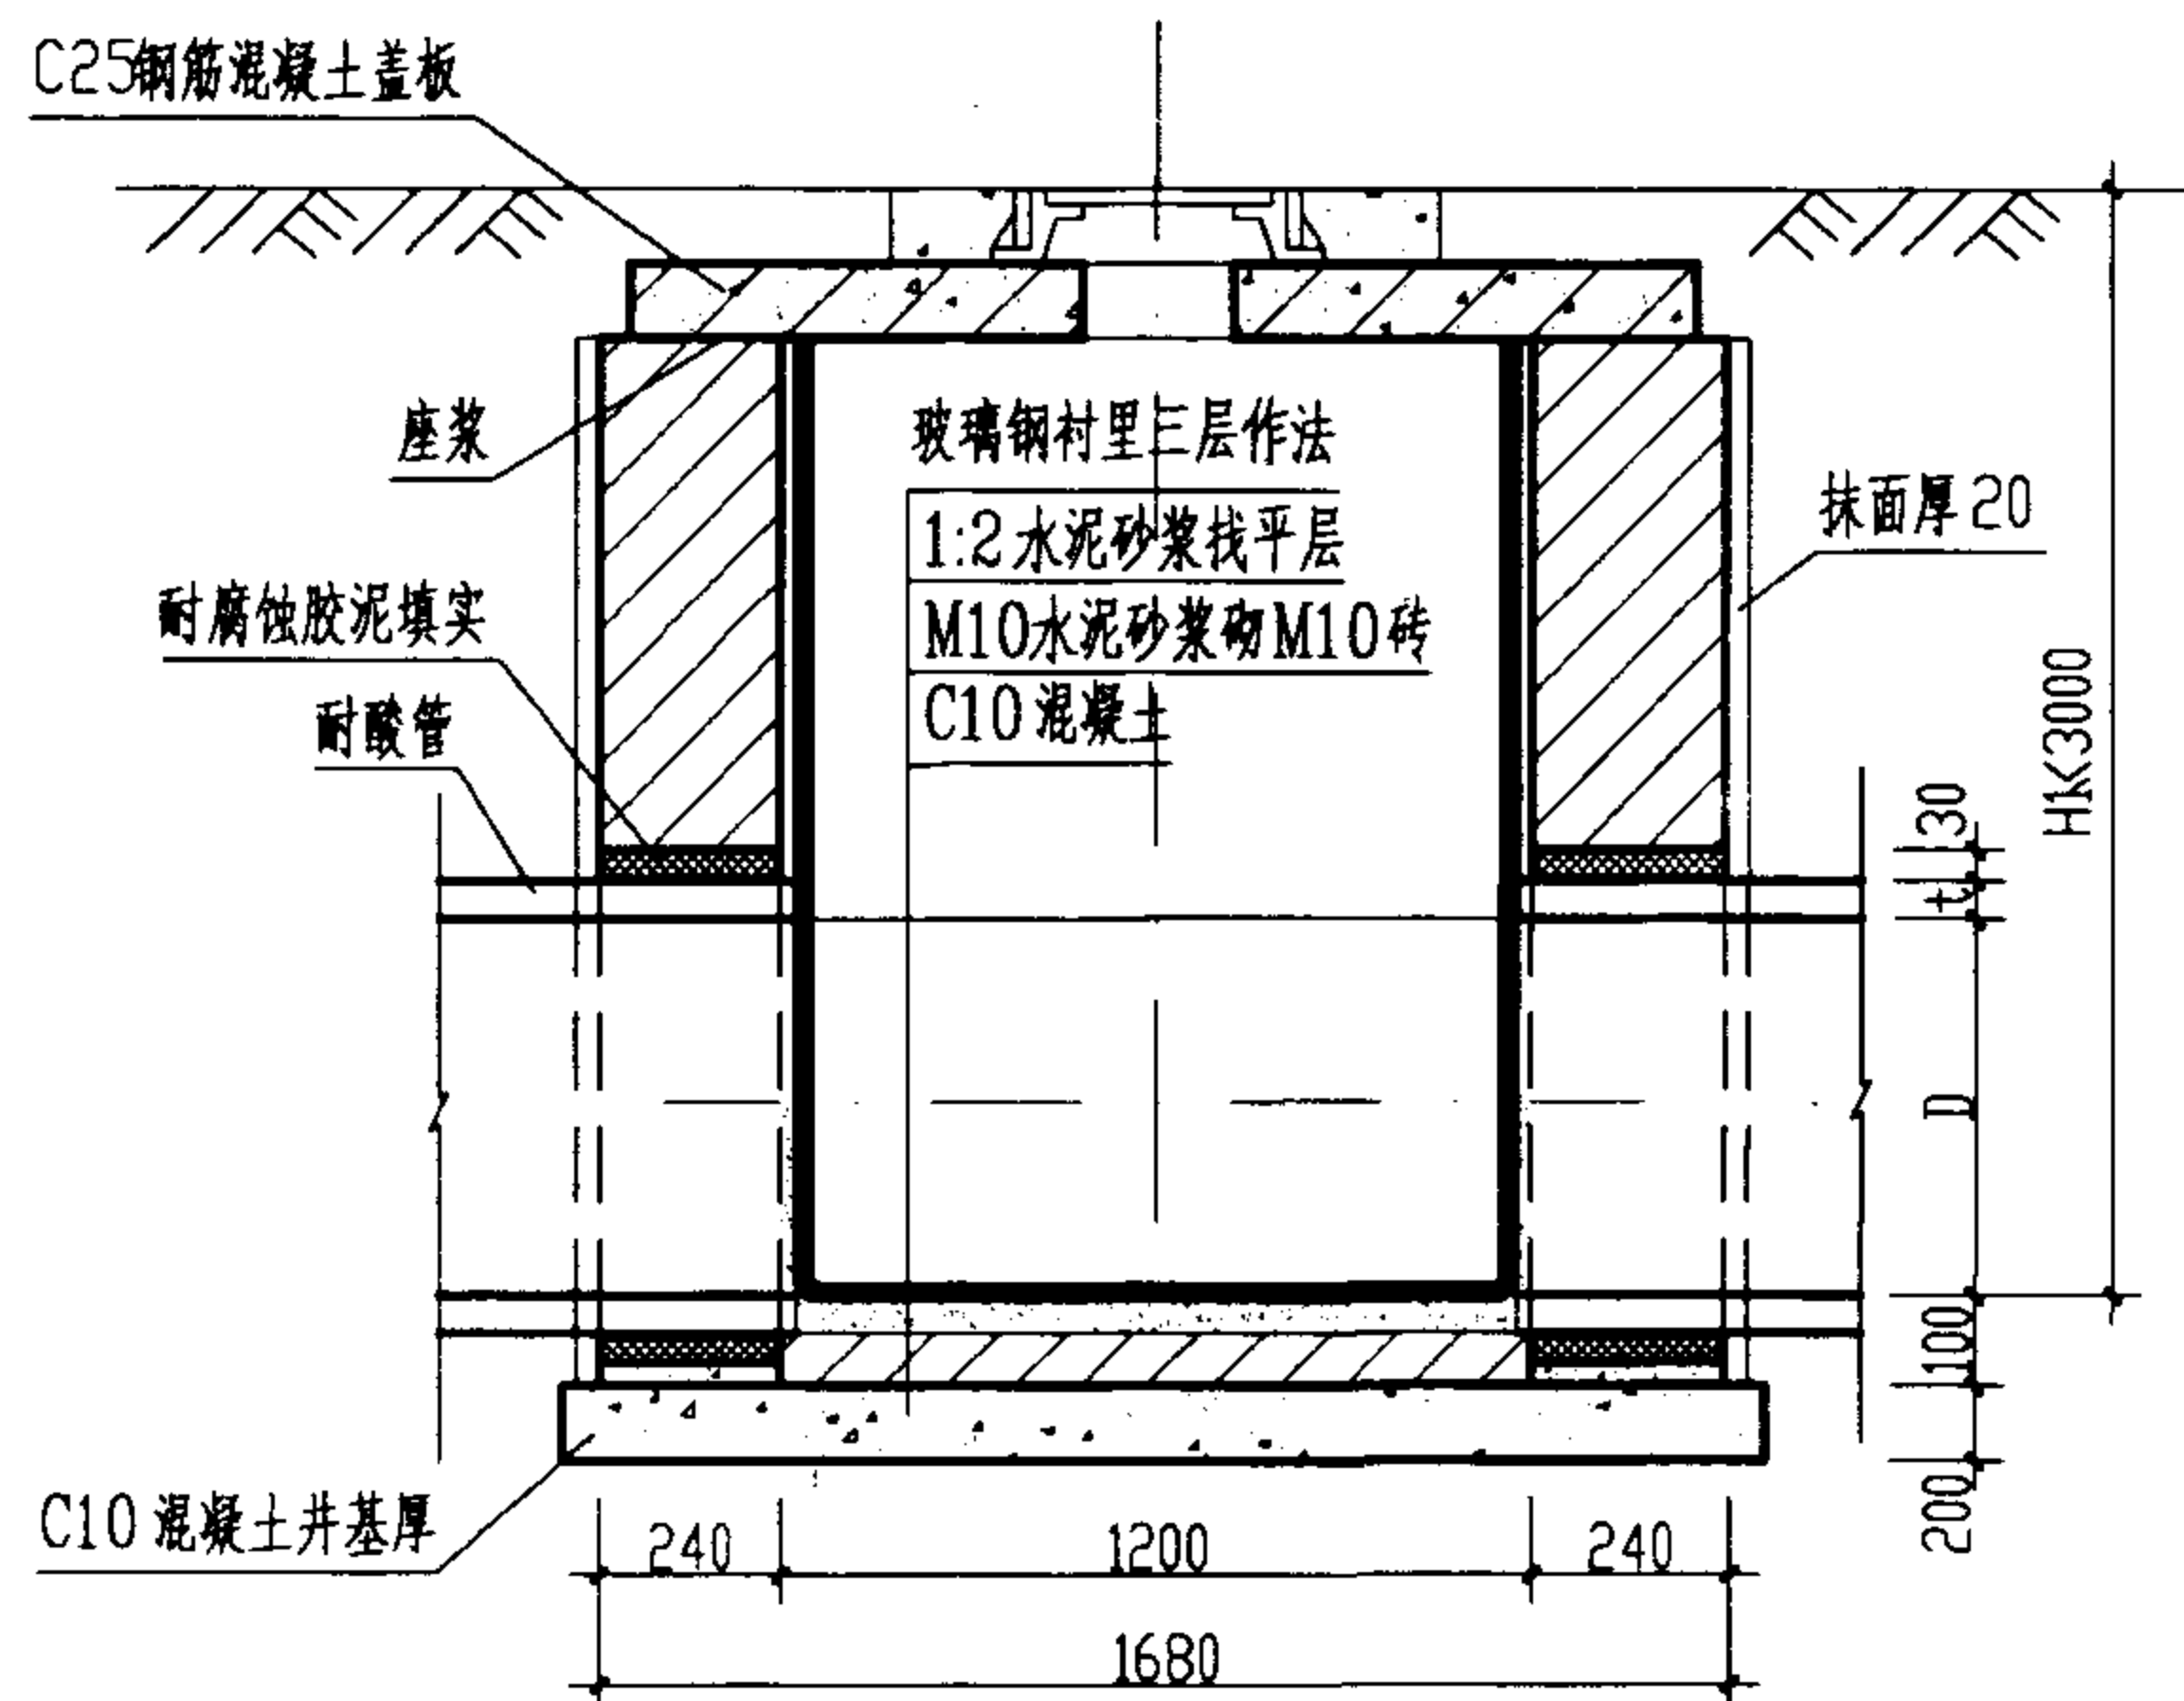 C25钢筋混凝土盖板
座浆
玻璃钢衬里三层作法
1:2水泥砂浆找平层
M10水泥砂浆砌M10砖
C10混凝土
抹面厚20
耐腐蚀胶泥填实
耐酸管
H1<3000
30
t
D
100
200
C10混凝土井基厚
240
1200
240
1680